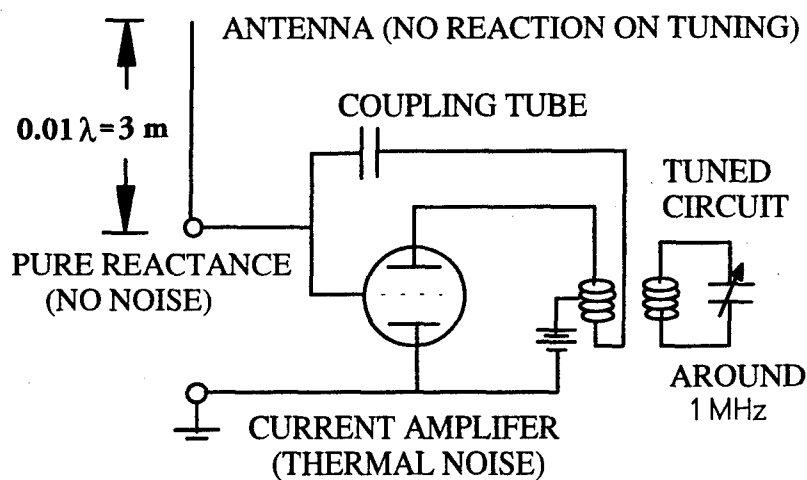 ANTENNA (NO REACTION ON TUNING)
0.01 λ=3 m
COUPLING TUBE
TUNED
CIRCUIT
PURE REACTANCE
(NO NOISE)
AROUND
1 MHz
CURRENT AMPLIFER
(THERMAL NOISE)